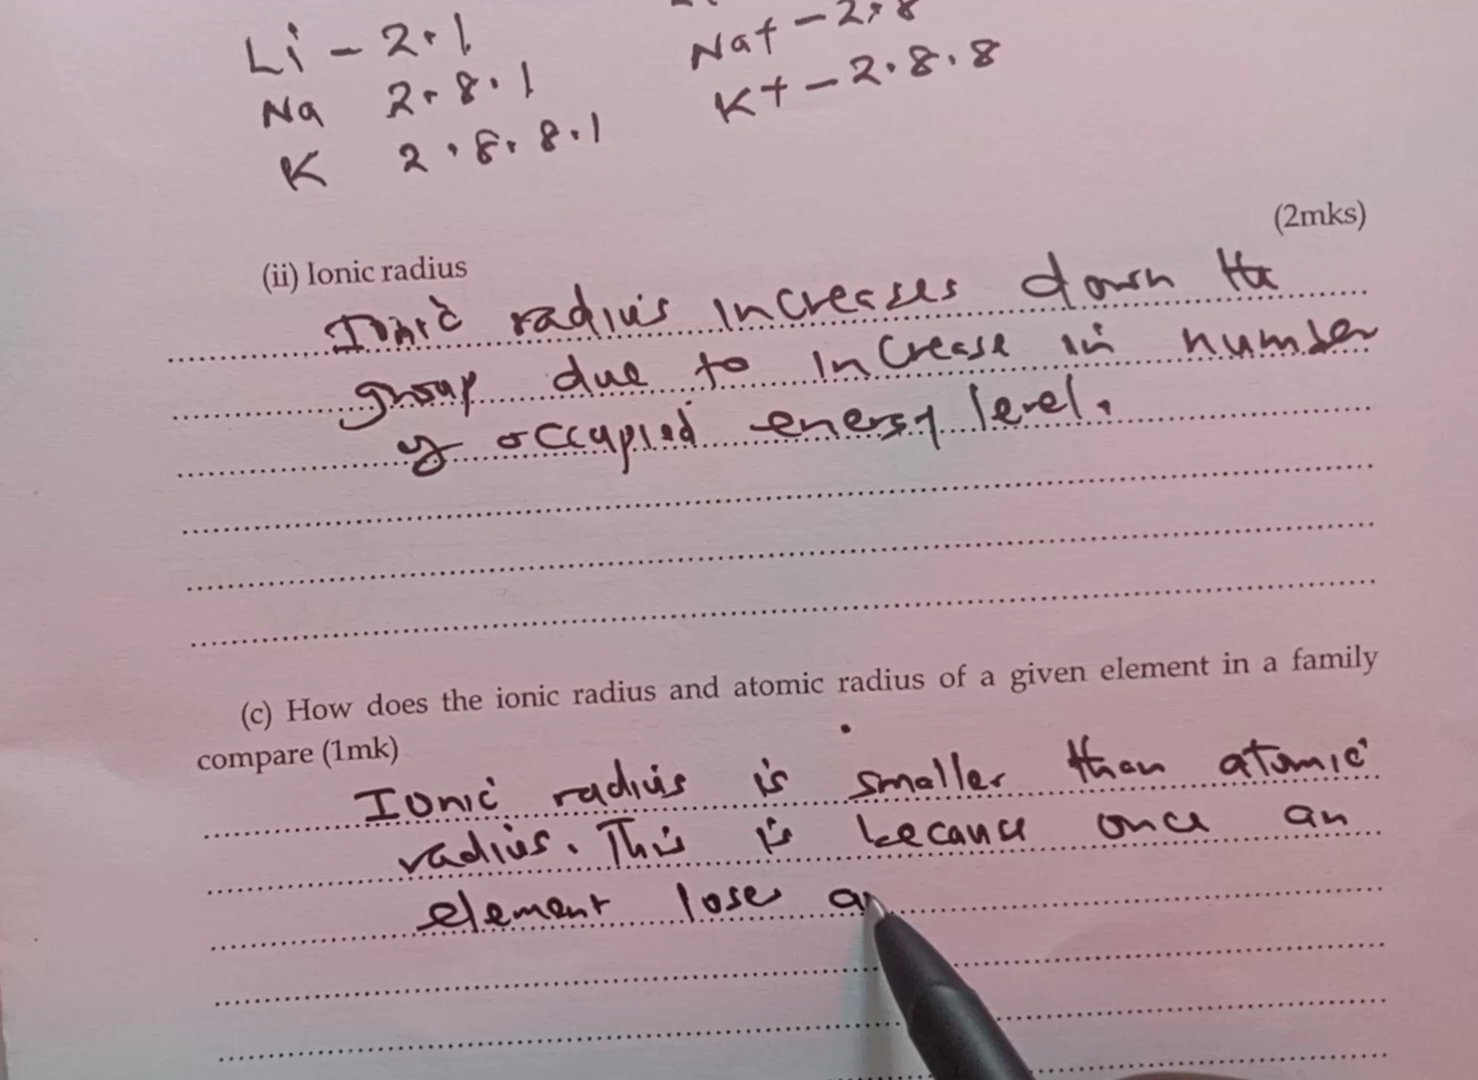 Li - 2.1
Na+ - 2.8
Na 2.8.1
K+ - 2.8.8
K 2.8.8.1
(2mks)
(ii) Ionic radius
Ionic radius increases down the
group due to increase in number
of occupied energy level.
(c) How does the ionic radius and atomic radius of a given element in a family
compare (1mk)
Ionic radius is smaller than atomic
radius. This is because once an
element loses a